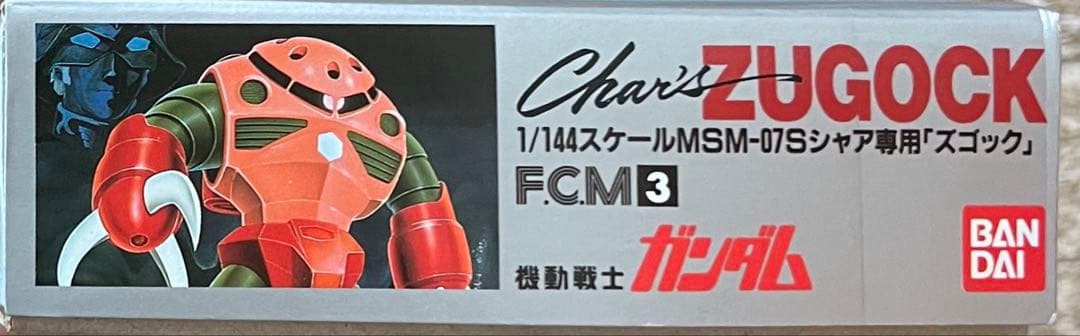 Char's ZUGOCK
1/144スケールMSM-07Sシャア専用「ズゴック」
F.C.M 3
機動戦士 ガンダム
BAN
DAI